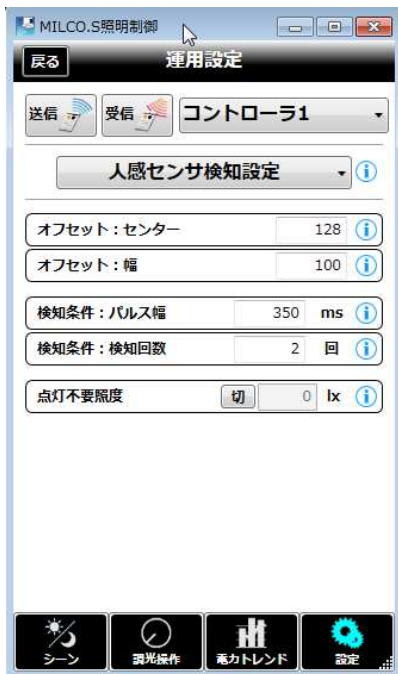 MILCO.S照明制御
戻る 運用設定
送信 受信 コントローラ1
人感センサ検知設定
オフセット：センター 128
オフセット：幅 100
検知条件：パルス幅 350 ms
検知条件：検知回数 2 回
点灯不要照度 切 0 lx
シーン 調光操作 電力トレンド 設定